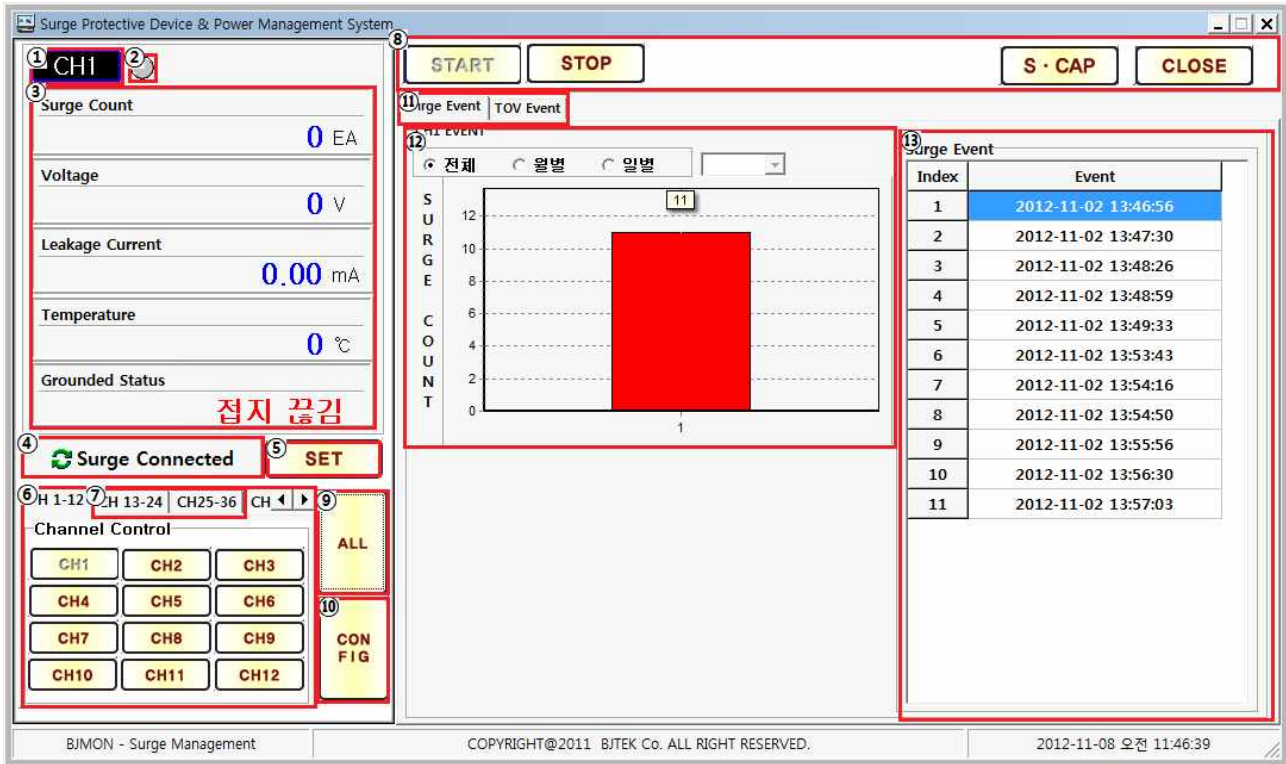 Surge Protective Device & Power Management System
① CH1 ②
③
Surge Count
0 EA
Voltage
0 V
Leakage Current
0.00 mA
Temperature
0 ℃
Grounded Status
접지 끊김
④ Surge Connected
⑤ SET
⑥ H 1-12 ⑦ CH 13-24 CH25-36 CH
Channel Control
CH1 CH2 CH3
CH4 CH5 CH6
CH7 CH8 CH9
CH10 CH11 CH12
⑨
ALL
⑩
CON
FIG
⑧
START STOP S · CAP CLOSE
⑪ urge Event TOV Event
⑫ EVENT
전체 월별 일별
SURGE COUNT
11
12
10
8
6
4
2
0
1
⑬ urge Event
Index Event
1 2012-11-02 13:46:56
2 2012-11-02 13:47:30
3 2012-11-02 13:48:26
4 2012-11-02 13:48:59
5 2012-11-02 13:49:33
6 2012-11-02 13:53:43
7 2012-11-02 13:54:16
8 2012-11-02 13:54:50
9 2012-11-02 13:55:56
10 2012-11-02 13:56:30
11 2012-11-02 13:57:03
BJMON - Surge Management
COPYRIGHT@2011 BJTEK Co. ALL RIGHT RESERVED.
2012-11-08 오전 11:46:39